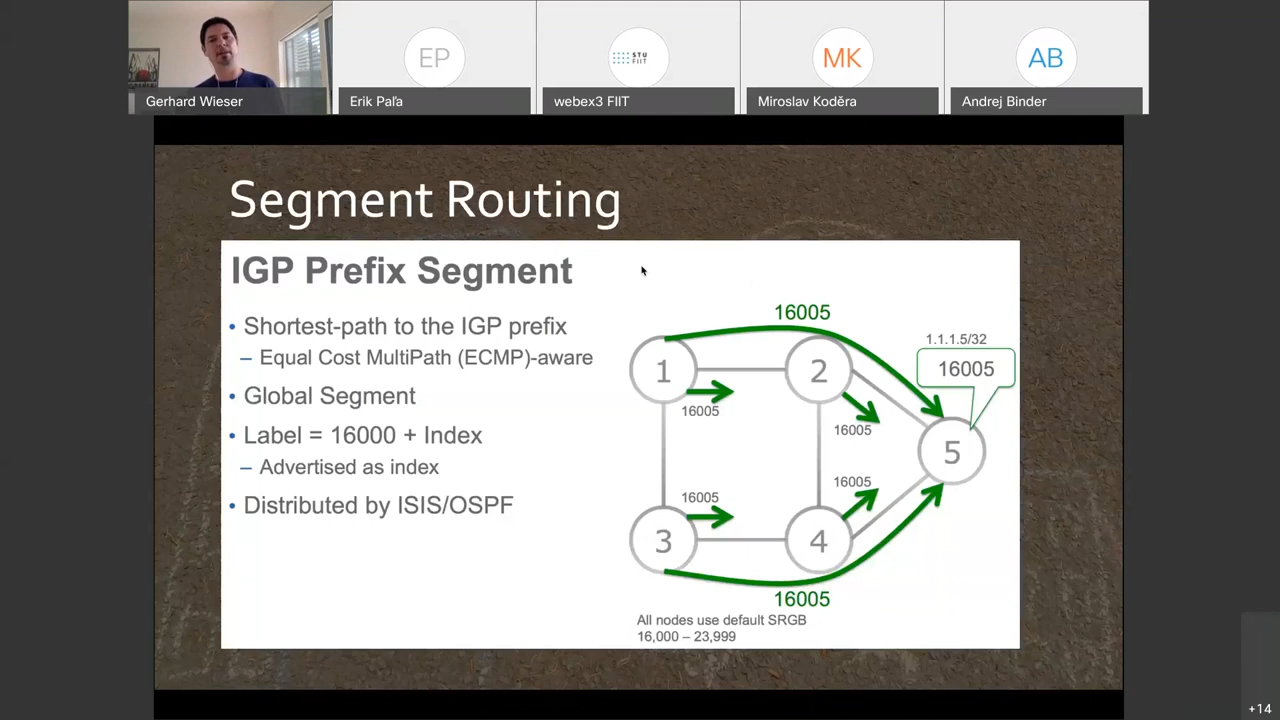 EP
STU
FIIT
MK
AB
Gerhard Wieser
Erik Paľa
webex3 FIIT
Miroslav Koděra
Andrej Binder
Segment Routing
IGP Prefix Segment
• Shortest-path to the IGP prefix
– Equal Cost MultiPath (ECMP)-aware
• Global Segment
• Label = 16000 + Index
– Advertised as index
• Distributed by ISIS/OSPF
16005
1.1.1.5/32
16005
1
2
16005
16005
5
16005
16005
3
4
16005
All nodes use default SRGB
16,000 – 23,999
+14